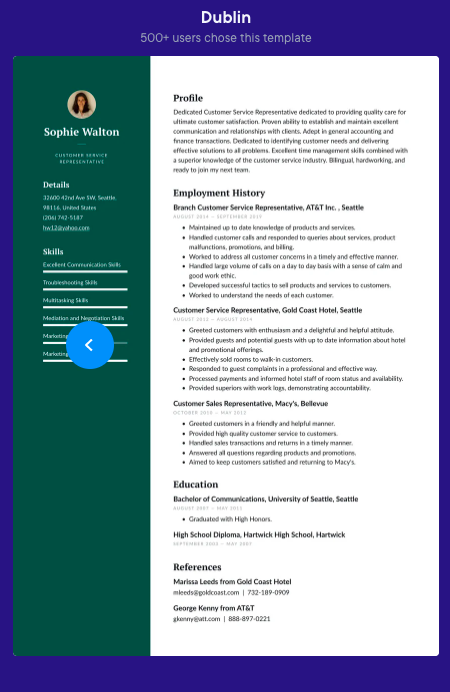 Dublin
500+ users chose this template
Sophie Walton
CUSTOMER SERVICE
REPRESENTATIVE
Details
32600 42nd Ave SW, Seattle,
98116, United States
(206) 742-5187
hw12@yahoo.com
Skills
Excellent Communication Skills
Troubleshooting Skills
Multitasking Skills
Mediation and Negotiation Skills
Marketing
Marketing
Profile
Dedicated Customer Service Representative dedicated to providing quality care for
ultimate customer satisfaction. Proven ability to establish and maintain excellent
communication and relationships with clients. Adept in general accounting and
finance transactions. Dedicated to identifying customer needs and delivering
effective solutions to all problems. Excellent time management skills combined with
a superior knowledge of the customer service industry. Bilingual, hardworking, and
ready to join my next team.
Employment History
Branch Customer Service Representative, AT&T Inc. , Seattle
AUGUST 2014 — SEPTEMBER 2019
• Maintained up to date knowledge of products and services.
• Handled customer calls and responded to queries about services, product
malfunctions, promotions, and billing.
• Worked to address all customer concerns in a timely and effective manner.
• Handled large volume of calls on a day to day basis with a sense of calm and
good work ethic.
• Developed successful tactics to sell products and services to customers.
• Worked to understand the needs of each customer.
Customer Service Representative, Gold Coast Hotel, Seattle
AUGUST 2012 — AUGUST 2014
• Greeted customers with enthusiasm and a delightful and helpful attitude.
• Provided guests and potential guests with up to date information about hotel
and promotional offerings.
• Effectively sold rooms to walk-in customers.
• Responded to guest complaints in a professional and effective way.
• Processed payments and informed hotel staff of room status and availability.
• Provided superiors with work logs, demonstrating accountability.
Customer Sales Representative, Macy's, Bellevue
OCTOBER 2010 — MAY 2012
• Greeted customers in a friendly and helpful manner.
• Provided high quality customer service to customers.
• Handled sales transactions and returns in a timely manner.
• Answered all questions regarding products and promotions.
• Aimed to keep customers satisfied and returning to Macy's.
Education
Bachelor of Communications, University of Seattle, Seattle
AUGUST 2007 — MAY 2011
• Graduated with High Honors.
High School Diploma, Hartwick High School, Hartwick
SEPTEMBER 2004 — MAY 2007
References
Marissa Leeds from Gold Coast Hotel
mleeds@goldcoast.com | 732-189-0909
George Kenny from AT&T
gkenny@att.com | 888-897-0221